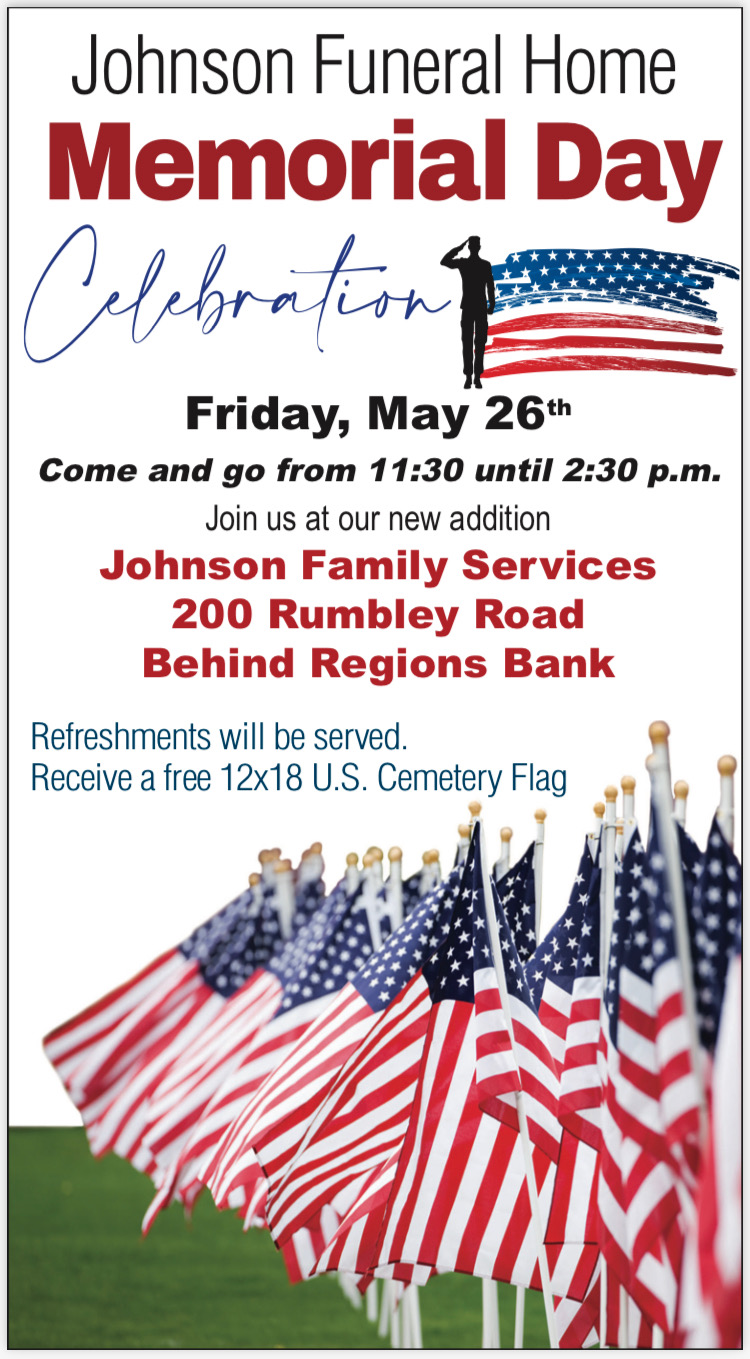 Johnson Funeral Home
Memorial Day
Celebration
Friday, May 26th
Come and go from 11:30 until 2:30 p.m.
Join us at our new addition
Johnson Family Services
200 Rumbley Road
Behind Regions Bank
Refreshments will be served.
Receive a free 12x18 U.S. Cemetery Flag